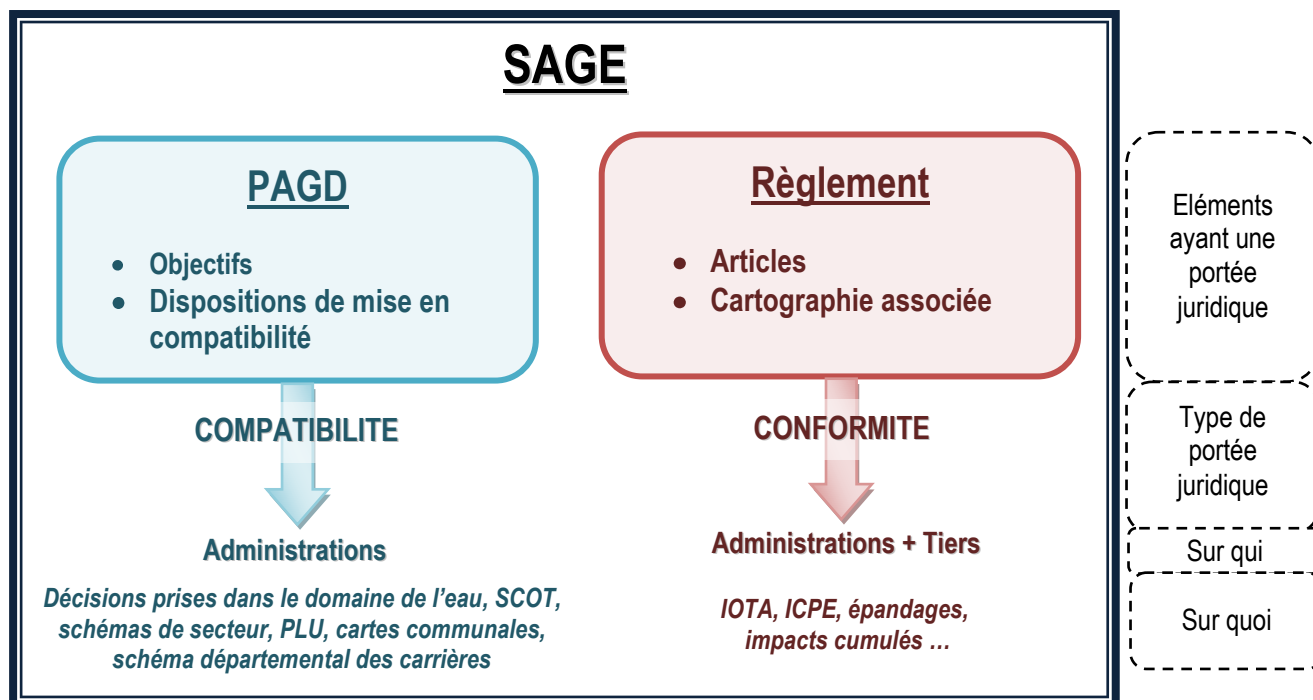 SAGE
PAGD
• Objectifs
• Dispositions de mise en
compatibilité
COMPATIBILITE
Administrations
Décisions prises dans le domaine de l’eau, SCOT,
schémas de secteur, PLU, cartes communales,
schéma départemental des carrières
Règlement
• Articles
• Cartographie associée
CONFORMITE
Administrations + Tiers
IOTA, ICPE, épandages,
impacts cumulés …
Eléments
ayant une
portée
juridique
Type de
portée
juridique
Sur qui
Sur quoi